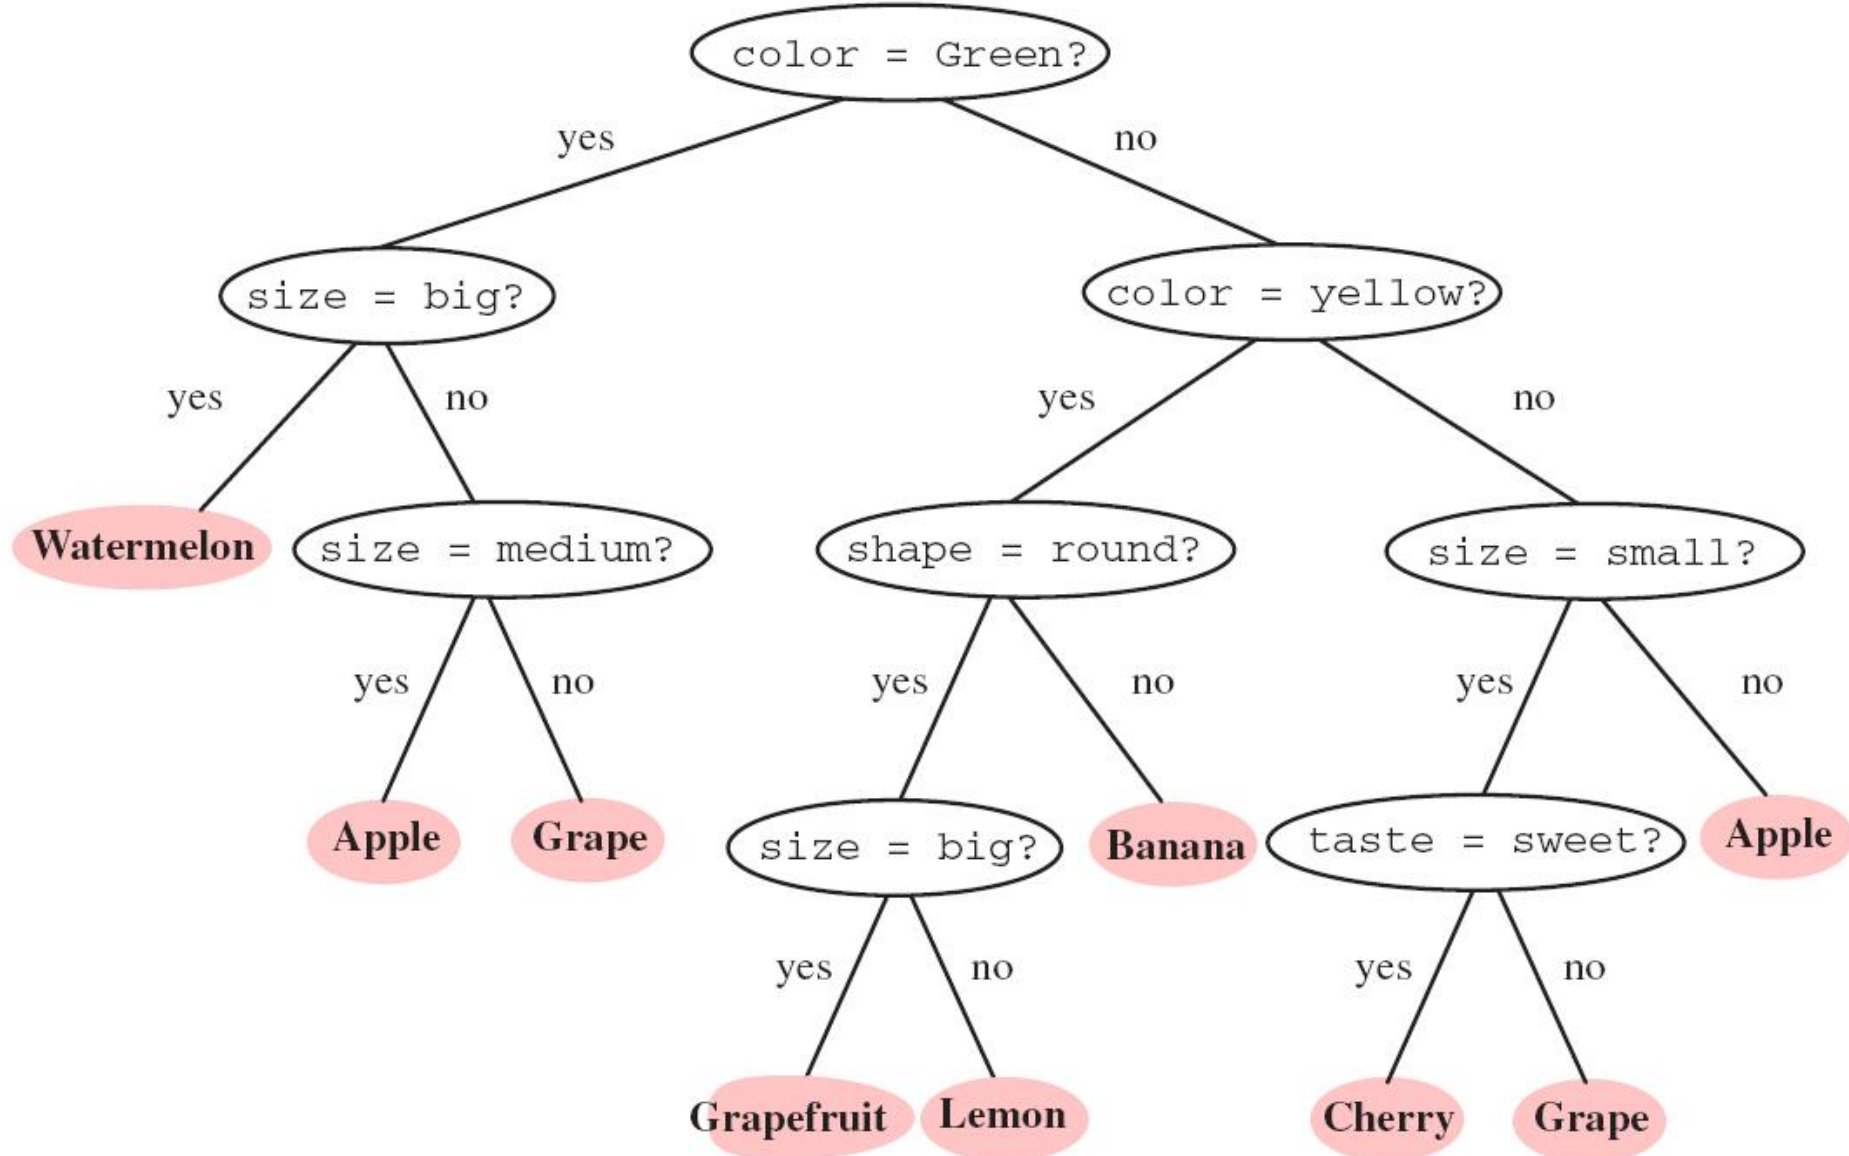 color = Green?
yes
no
size = big?
color = yellow?
yes
no
yes
no
Watermelon
size = medium?
shape = round?
size = small?
yes
no
yes
no
yes
no
Apple
Grape
size = big?
Banana
taste = sweet?
Apple
yes
no
yes
no
Grapefruit
Lemon
Cherry
Grape